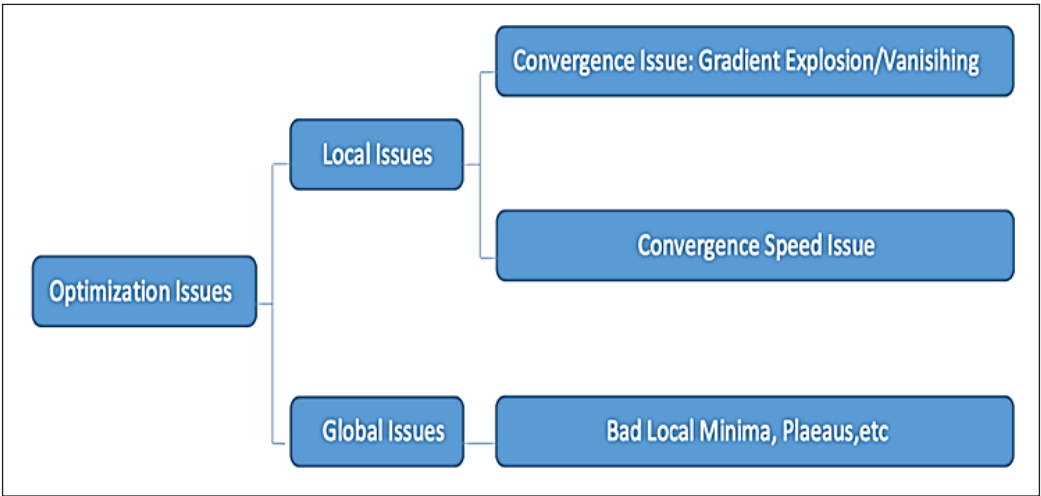 Convergence Issue: Gradient Explosion/Vanisihing
Local Issues
Convergence Speed Issue
Optimization Issues
Global Issues
Bad Local Minima, Plaeaus,etc